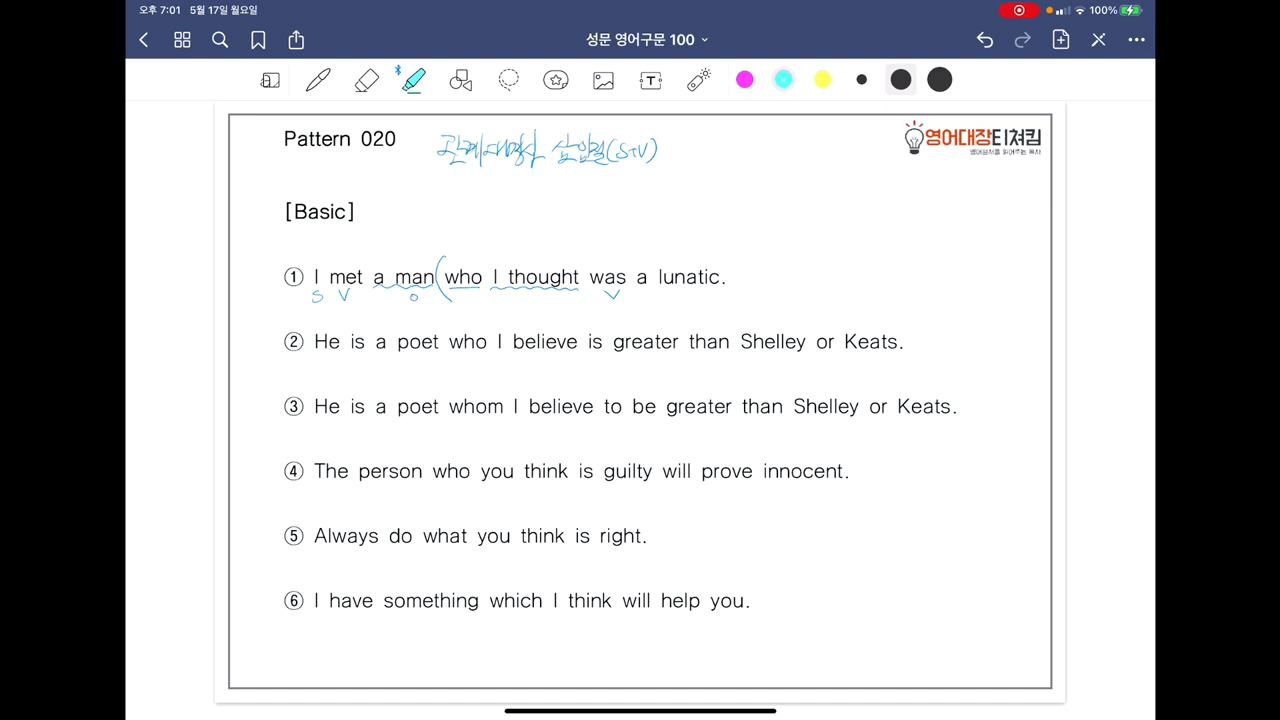 오후 7:01 5월 17일 월요일 100%
성문 영어구문 100
T
Pattern 020 관계대명사 삽입절(S+V) 영어대장티쳐킴
[Basic]
① I met a man (who I thought was a lunatic.
S V O V
② He is a poet who I believe is greater than Shelley or Keats.
③ He is a poet whom I believe to be greater than Shelley or Keats.
④ The person who you think is guilty will prove innocent.
⑤ Always do what you think is right.
⑥ I have something which I think will help you.